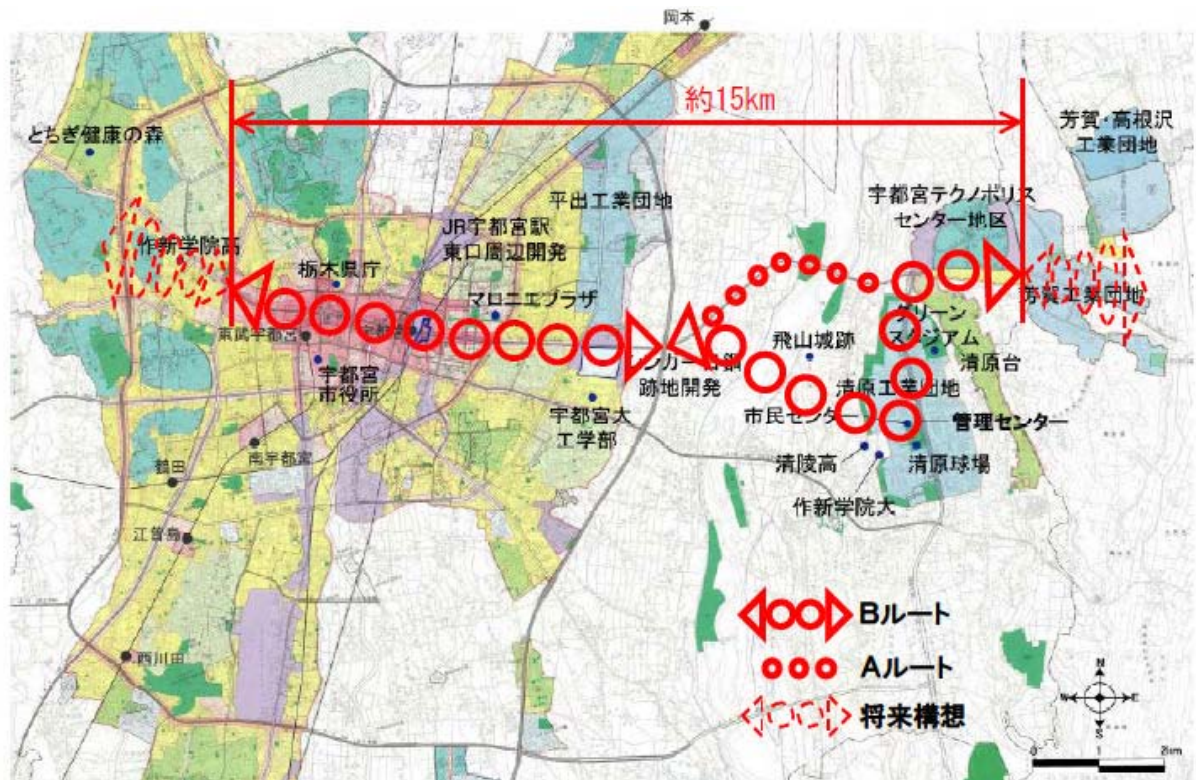 岡本
約15km
とちぎ健康の森
芳賀・高根沢
工業団地
平出工業団地
宇都宮テクノポリス
センター地区
作新学院高
JR宇都宮駅
東口周辺開発
栃木県庁
マロニエプラザ
芳賀工業団地
グリーン
スタジアム
東武宇都宮
飛山城跡
清原台
跡地開発
宇都宮
市役所
清原工業団地
宇都宮大
工学部
市民センター
管理センター
南宇都宮
鶴田
清陵高
清原球場
作新学院大
江曽島
Bルート
西川田
Aルート
将来構想
N
W
E
S
0
1
2km